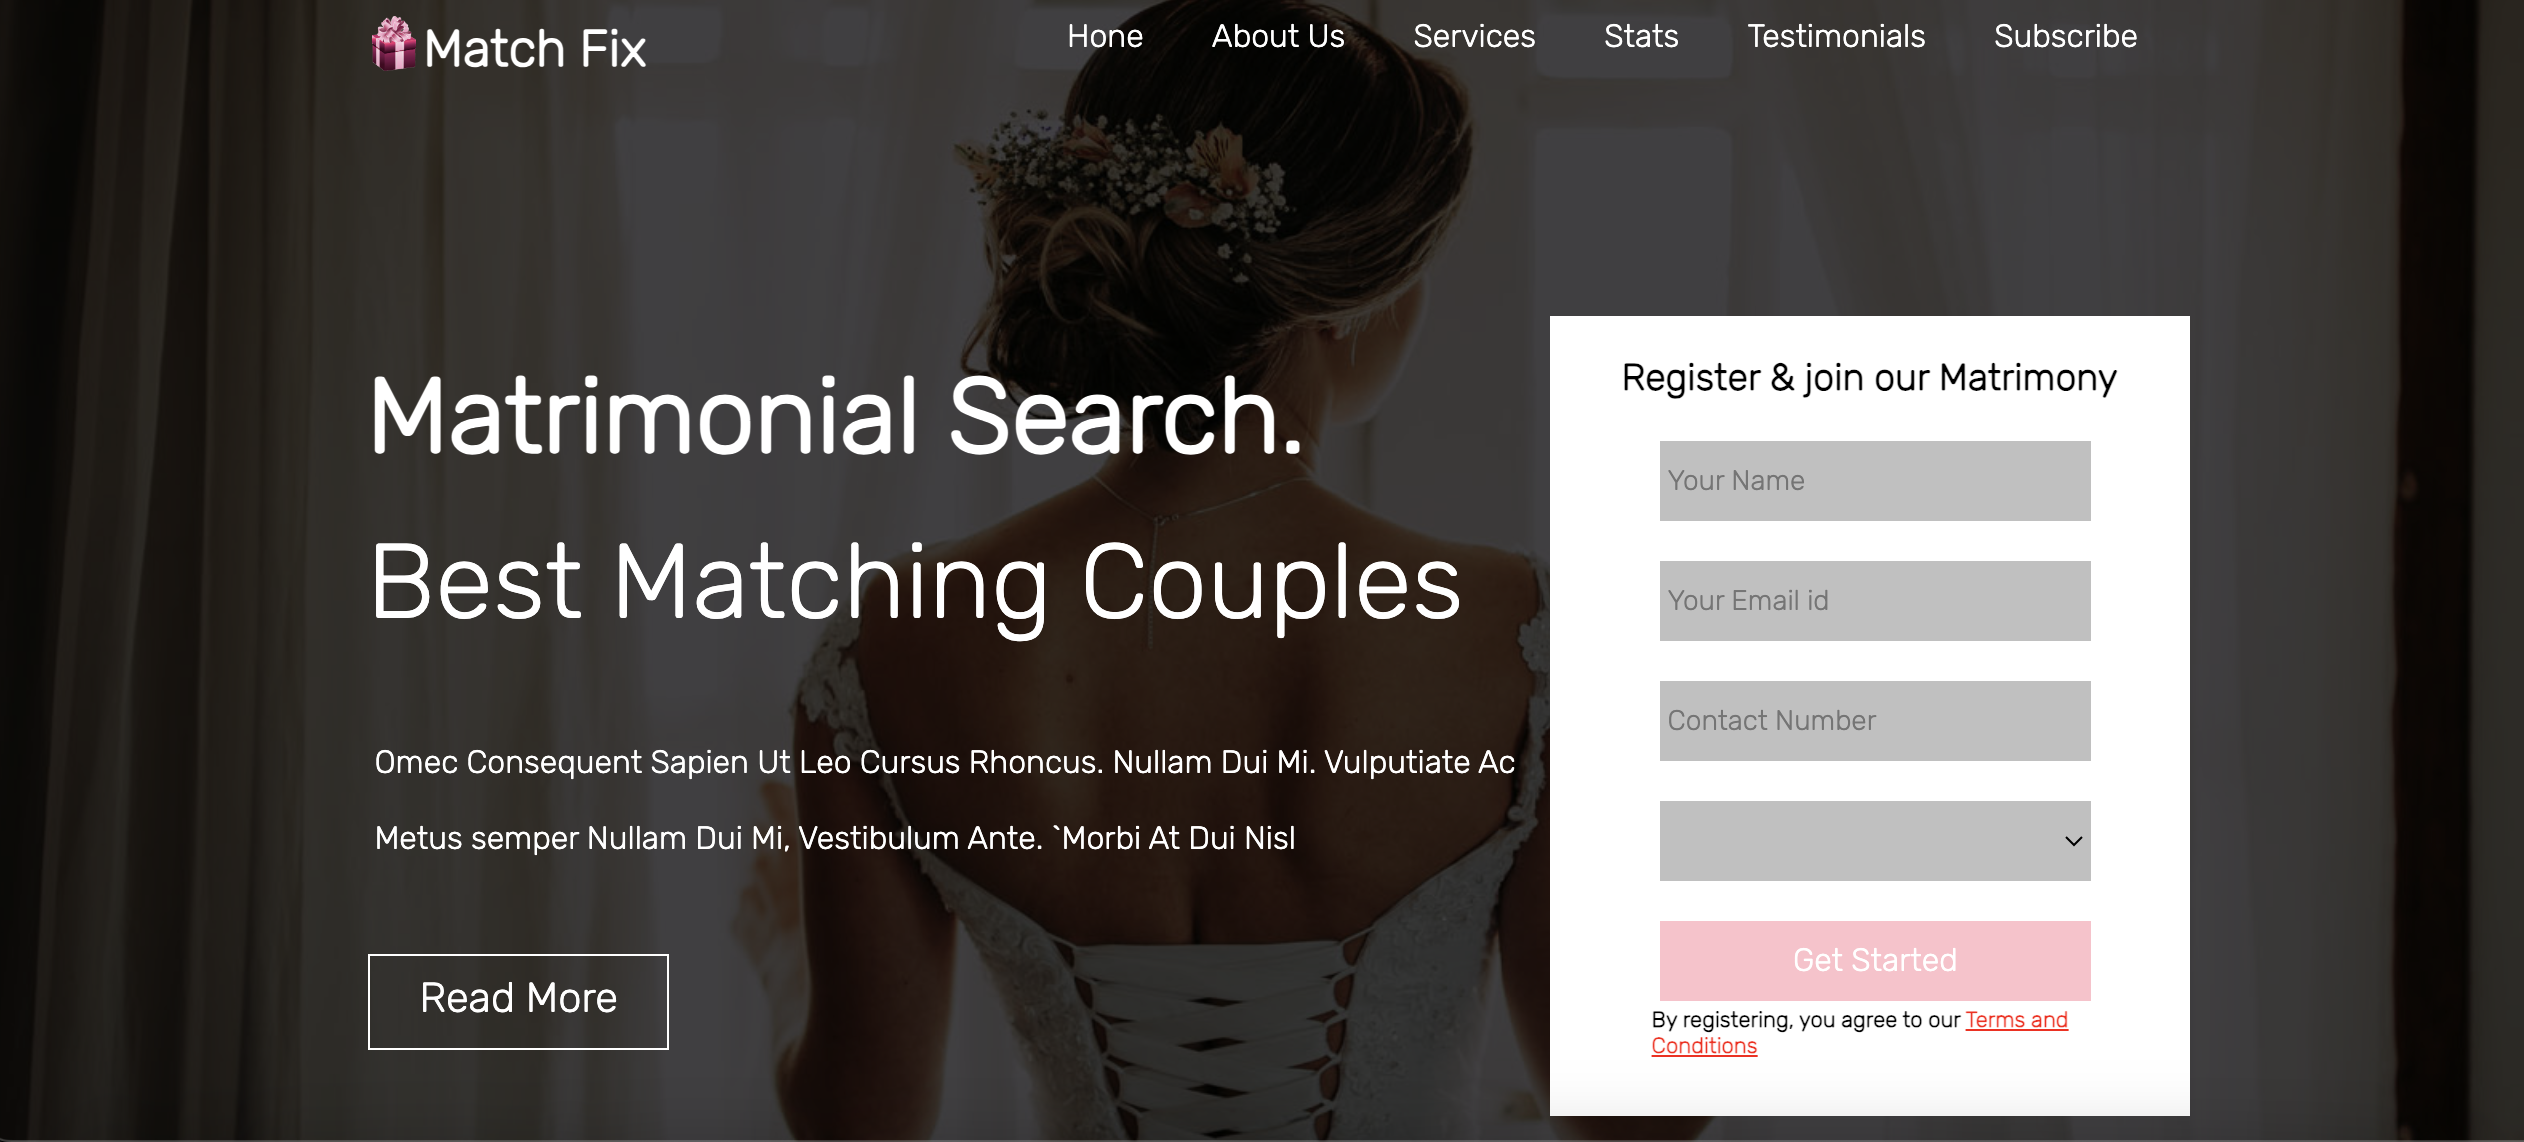 Match Fix
Hone
About Us
Services
Stats
Testimonials
Subscribe
Matrimonial Search.
Best Matching Couples
Omec Consequent Sapien Ut Leo Cursus Rhoncus. Nullam Dui Mi. Vulputiate Ac
Metus semper Nullam Dui Mi, Vestibulum Ante. `Morbi At Dui Nisl
Read More
Register & join our Matrimony
Your Name
Your Email id
Contact Number
Get Started
By registering, you agree to our Terms and
Conditions